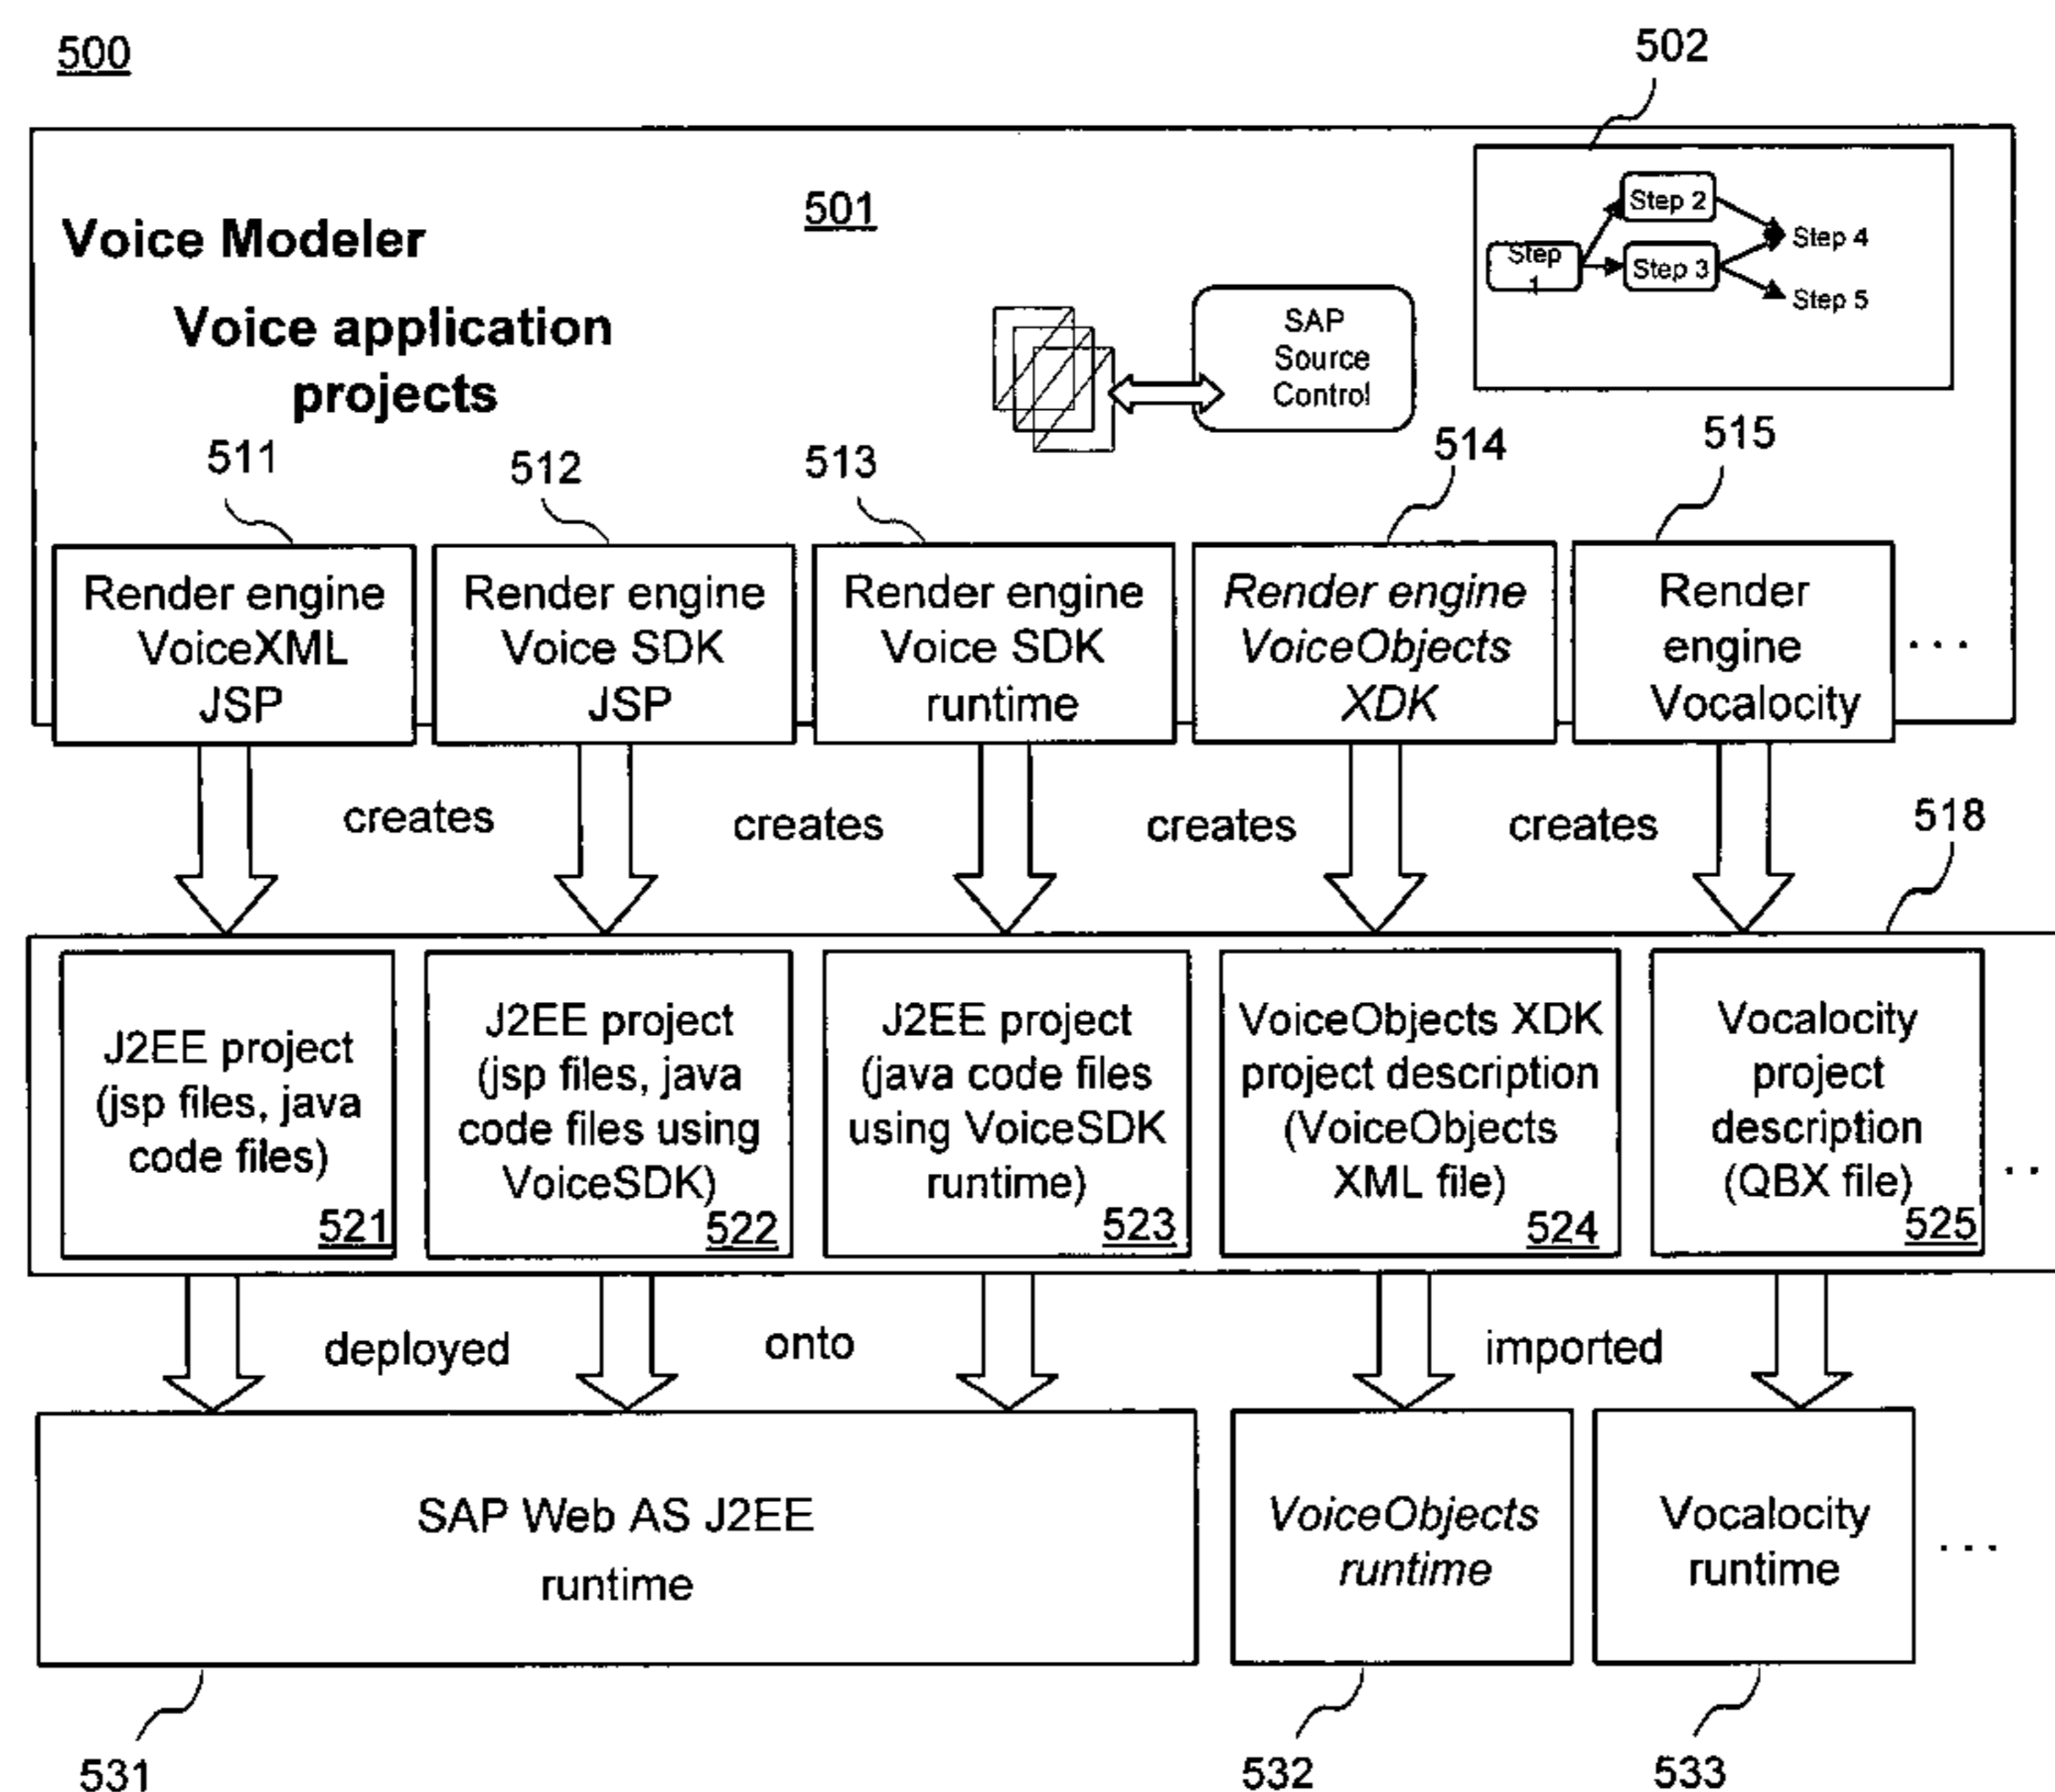 500
502
Voice Modeler
501
Voice application
projects
SAP
Source
Control
Step
1
Step 2
Step 3
Step 4
Step 5
511
512
513
514
515
Render engine
VoiceXML
JSP
Render engine
Voice SDK
JSP
Render engine
Voice SDK
runtime
Render engine
VoiceObjects
XDK
Render
engine
Vocalocity
. . .
creates
creates
creates
creates
518
J2EE project
(jsp files, java
code files)
521
J2EE project
(jsp files, java
code files using
VoiceSDK)
522
J2EE project
(java code files
using VoiceSDK
runtime)
523
VoiceObjects XDK
project description
(VoiceObjects
XML file)
524
Vocalocity
project
description
(QBX file)
525
. .
deployed
onto
imported
SAP Web AS J2EE
runtime
VoiceObjects
runtime
Vocalocity
runtime
. . .
531
532
533